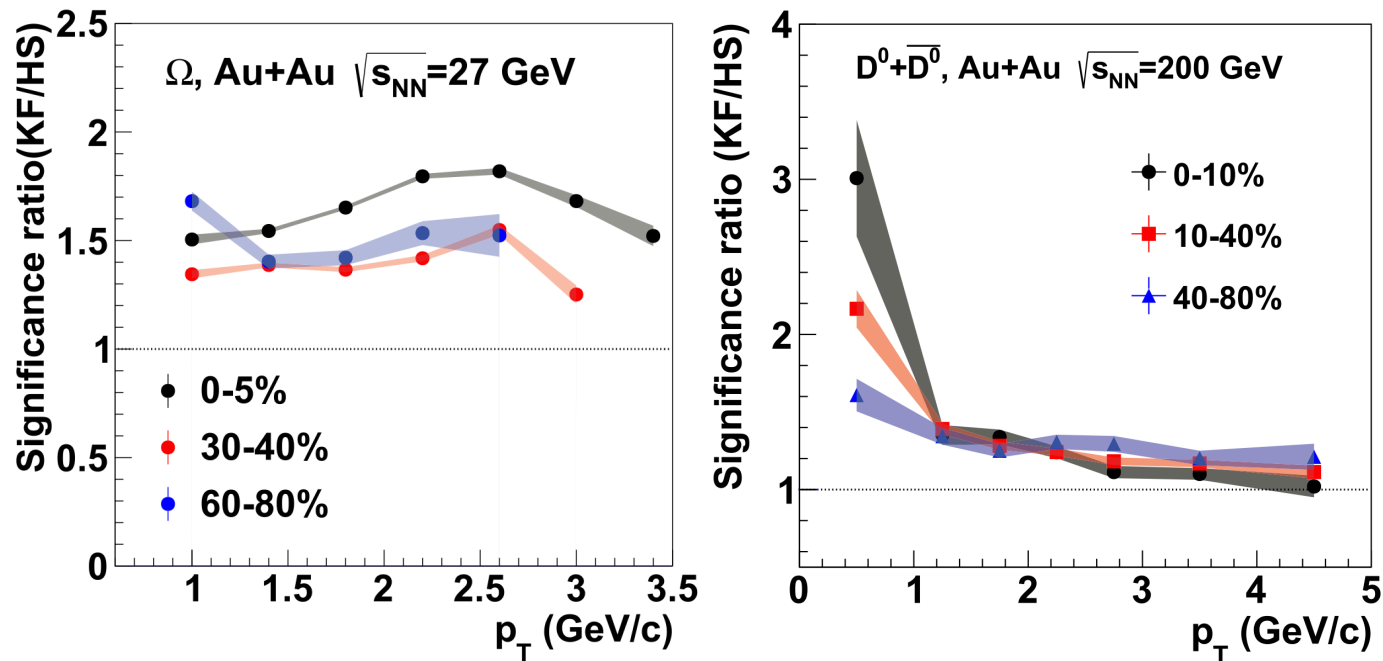 Ω, Au+Au √sNN=27 GeV
Significance ratio(KF/HS)
2.5
2
1.5
1
0.5
0
0-5%
30-40%
60-80%
1 1.5 2 2.5 3 3.5
pT (GeV/c)
D0+D0, Au+Au √sNN=200 GeV
Significance ratio (KF/HS)
4
3
2
1
0-10%
10-40%
40-80%
0 1 2 3 4 5
pT (GeV/c)